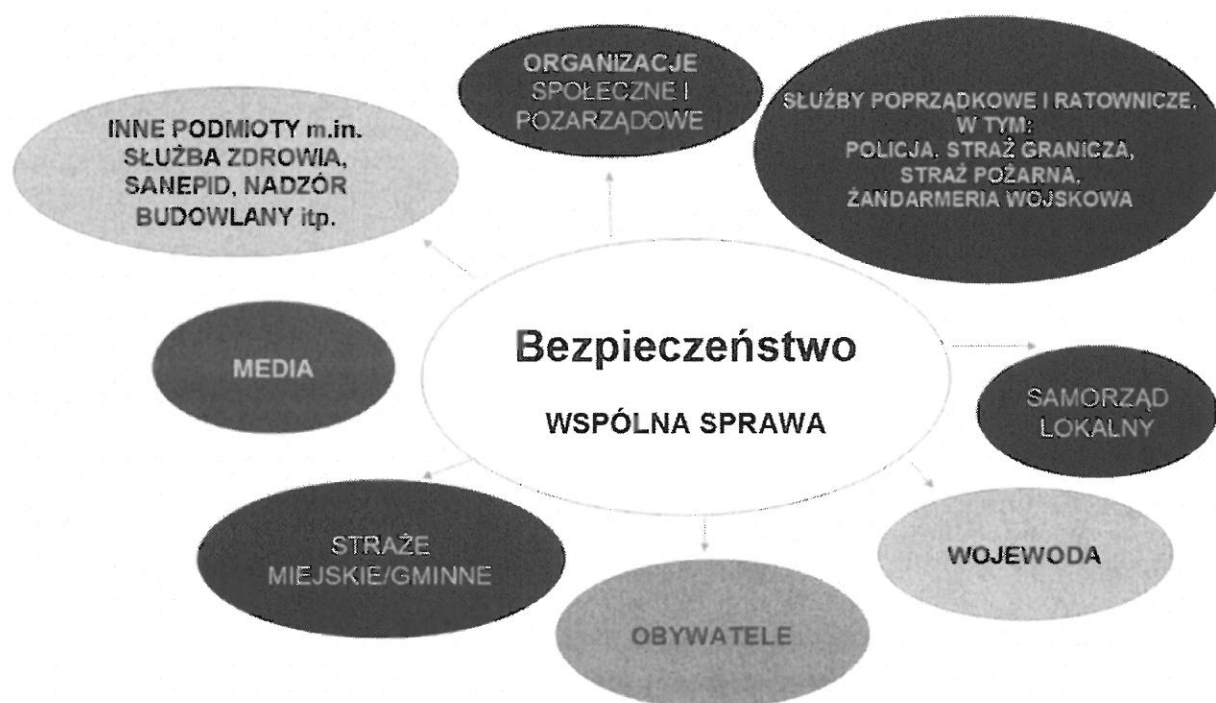 ORGANIZACJE
SPOŁECZNE I
POZARZĄDOWE
SŁUŻBY POPRZĄDKOWE I RATOWNICZE,
W TYM:
POLICJA, STRAŻ GRANICZA,
STRAŻ POŻARNA,
ŻANDARMERIA WOJSKOWA
INNE PODMIOTY m.in.
SŁUŻBA ZDROWIA,
SANEPID, NADZÓR
BUDOWLANY itp.
Bezpieczeństwo
WSPÓLNA SPRAWA
MEDIA
SAMORZĄD
LOKALNY
STRAŻE
MIEJSKIE/GMINNE
WOJEWODA
OBYWATELE